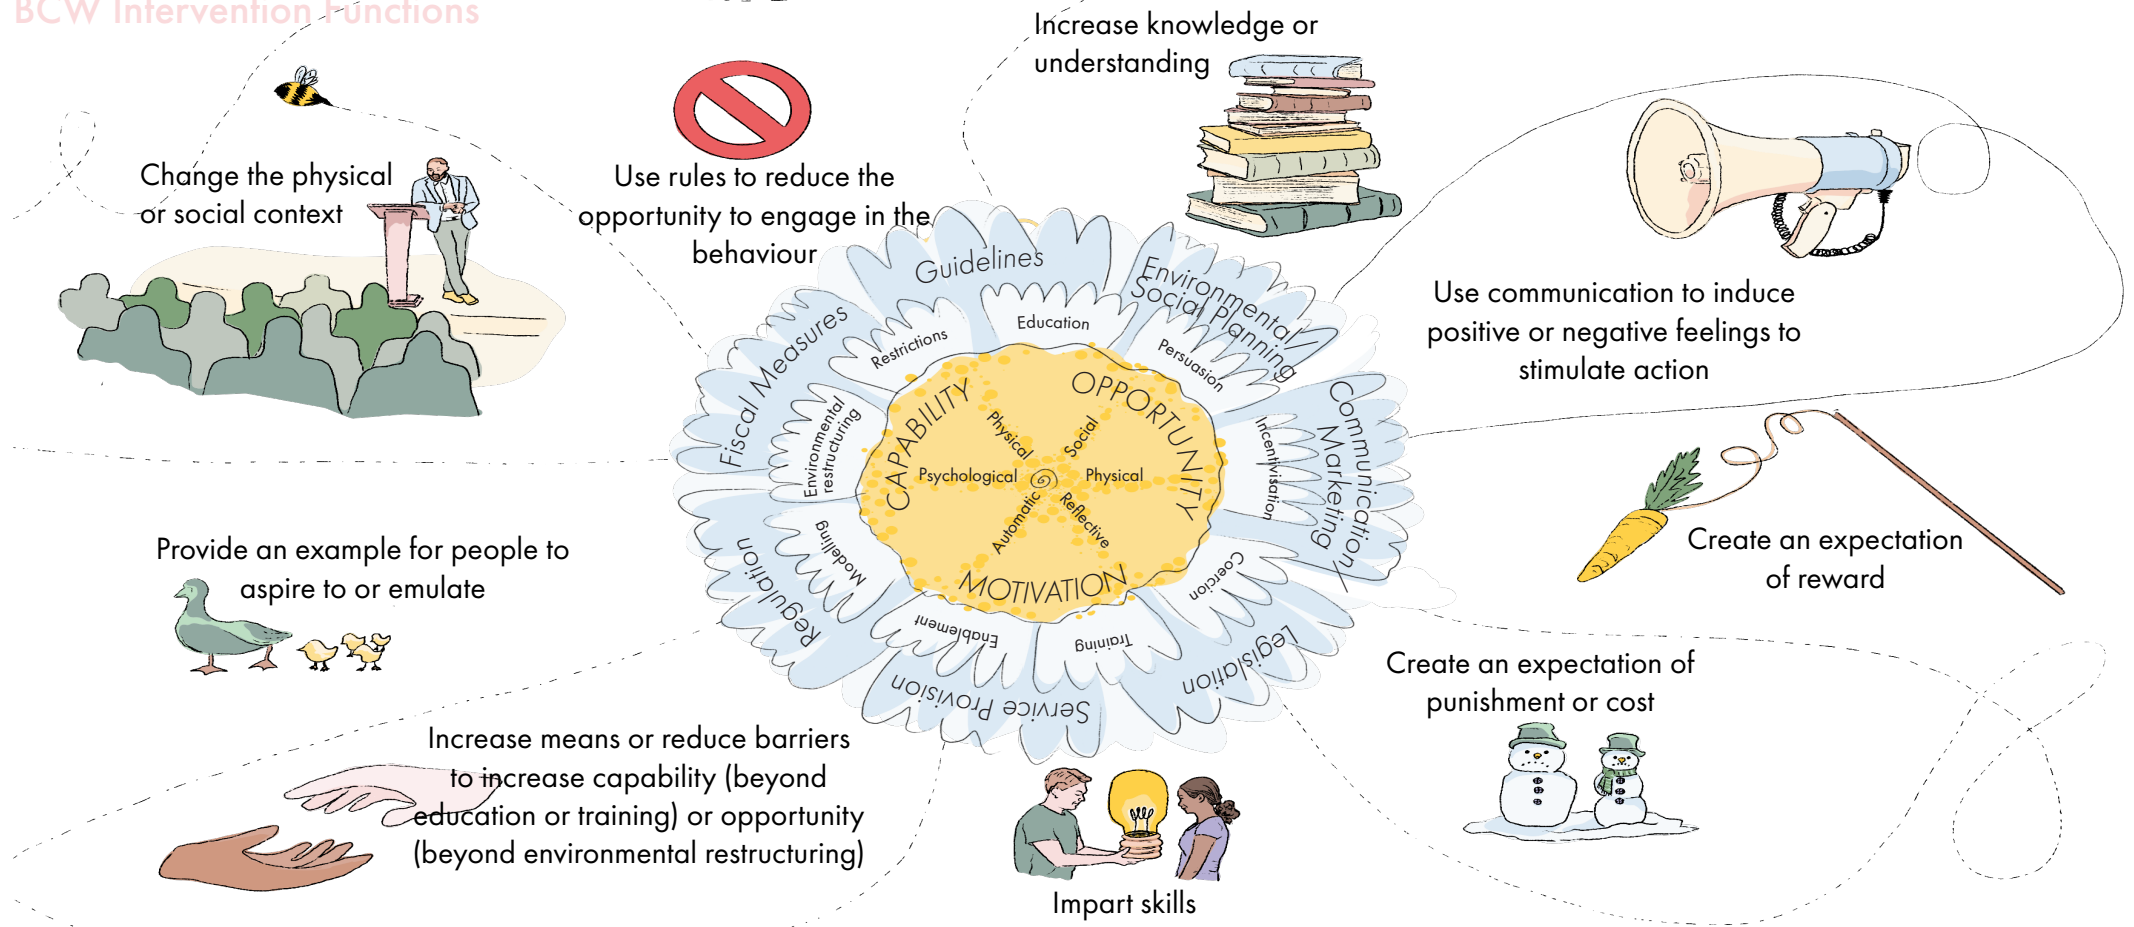 BCW Intervention Functions
Increase knowledge or
understanding
Change the physical
or social context
Use rules to reduce the
opportunity to engage in the
behaviour
Use communication to induce
positive or negative feelings to
stimulate action
Create an expectation
of reward
Provide an example for people to
aspire to or emulate
Create an expectation of
punishment or cost
Increase means or reduce barriers
to increase capability (beyond
education or training) or opportunity
(beyond environmental restructuring)
Impart skills
Guidelines
Environmental/
Social Planning
Communication/
Marketing
Legislation
Service Provision
Regulation
Fiscal Measures
Restrictions
Education
Persuasion
Incentivisation
Coercion
Training
Enablement
Modelling
Environmental
restructuring
CAPABILITY
OPPORTUNITY
MOTIVATION
Physical
Social
Psychological
Physical
Automatic
Reflective